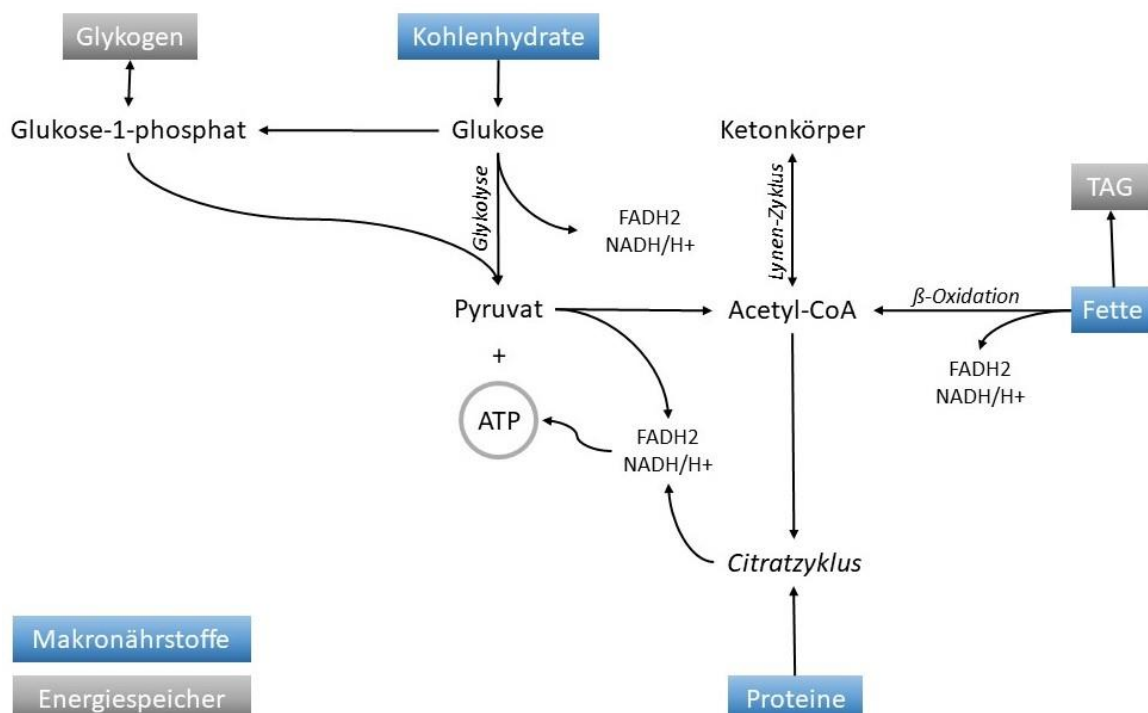 Glykogen
Kohlenhydrate
Glukose-1-phosphat
Glukose
Ketonkörper
TAG
Glykolyse
FADH2
NADH/H+
Lynen-Zyklus
Pyruvat
Acetyl-CoA
ß-Oxidation
Fette
+
FADH2
NADH/H+
ATP
FADH2
NADH/H+
Citratzyklus
Makronährstoffe
Energiespeicher
Proteine